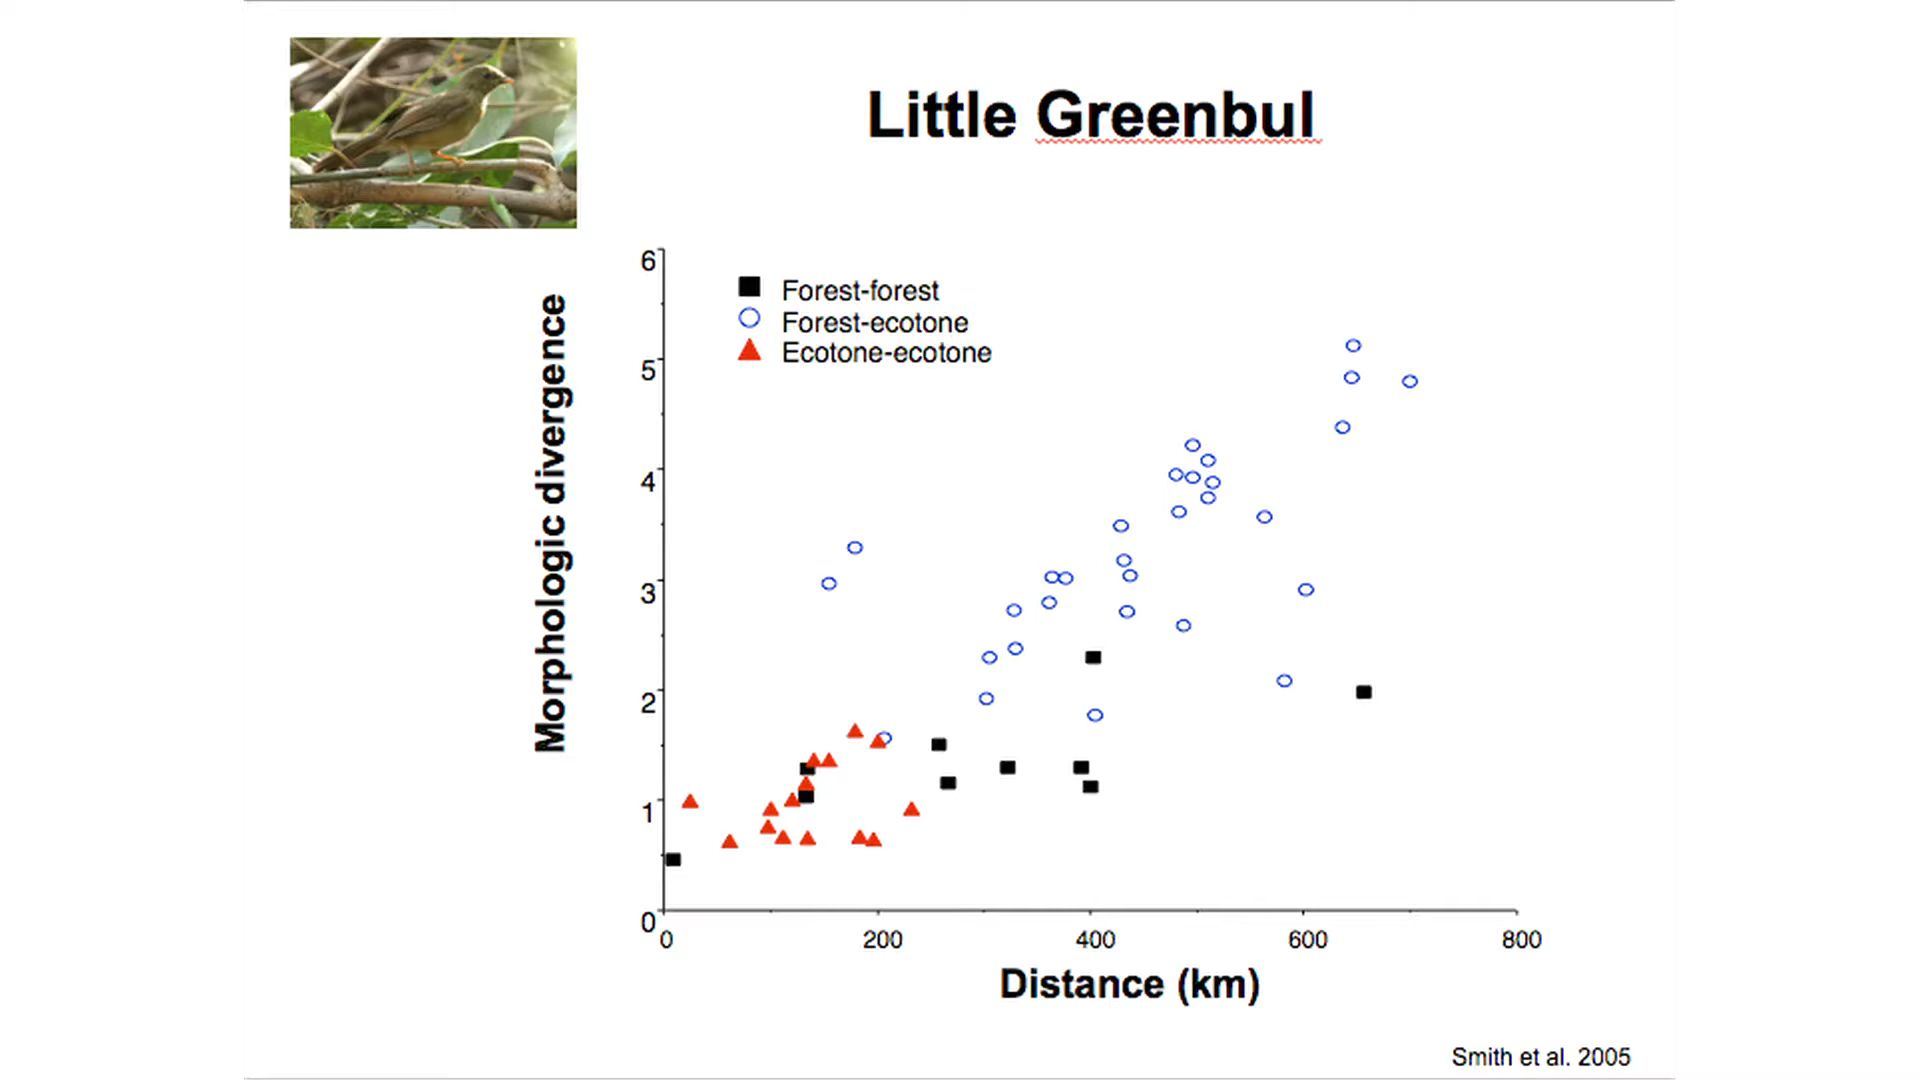 Little Greenbul
Morphologic divergence
6
5
4
3
2
1
0
Forest-forest
Forest-ecotone
Ecotone-ecotone
0 200 400 600 800
Distance (km)
Smith et al. 2005